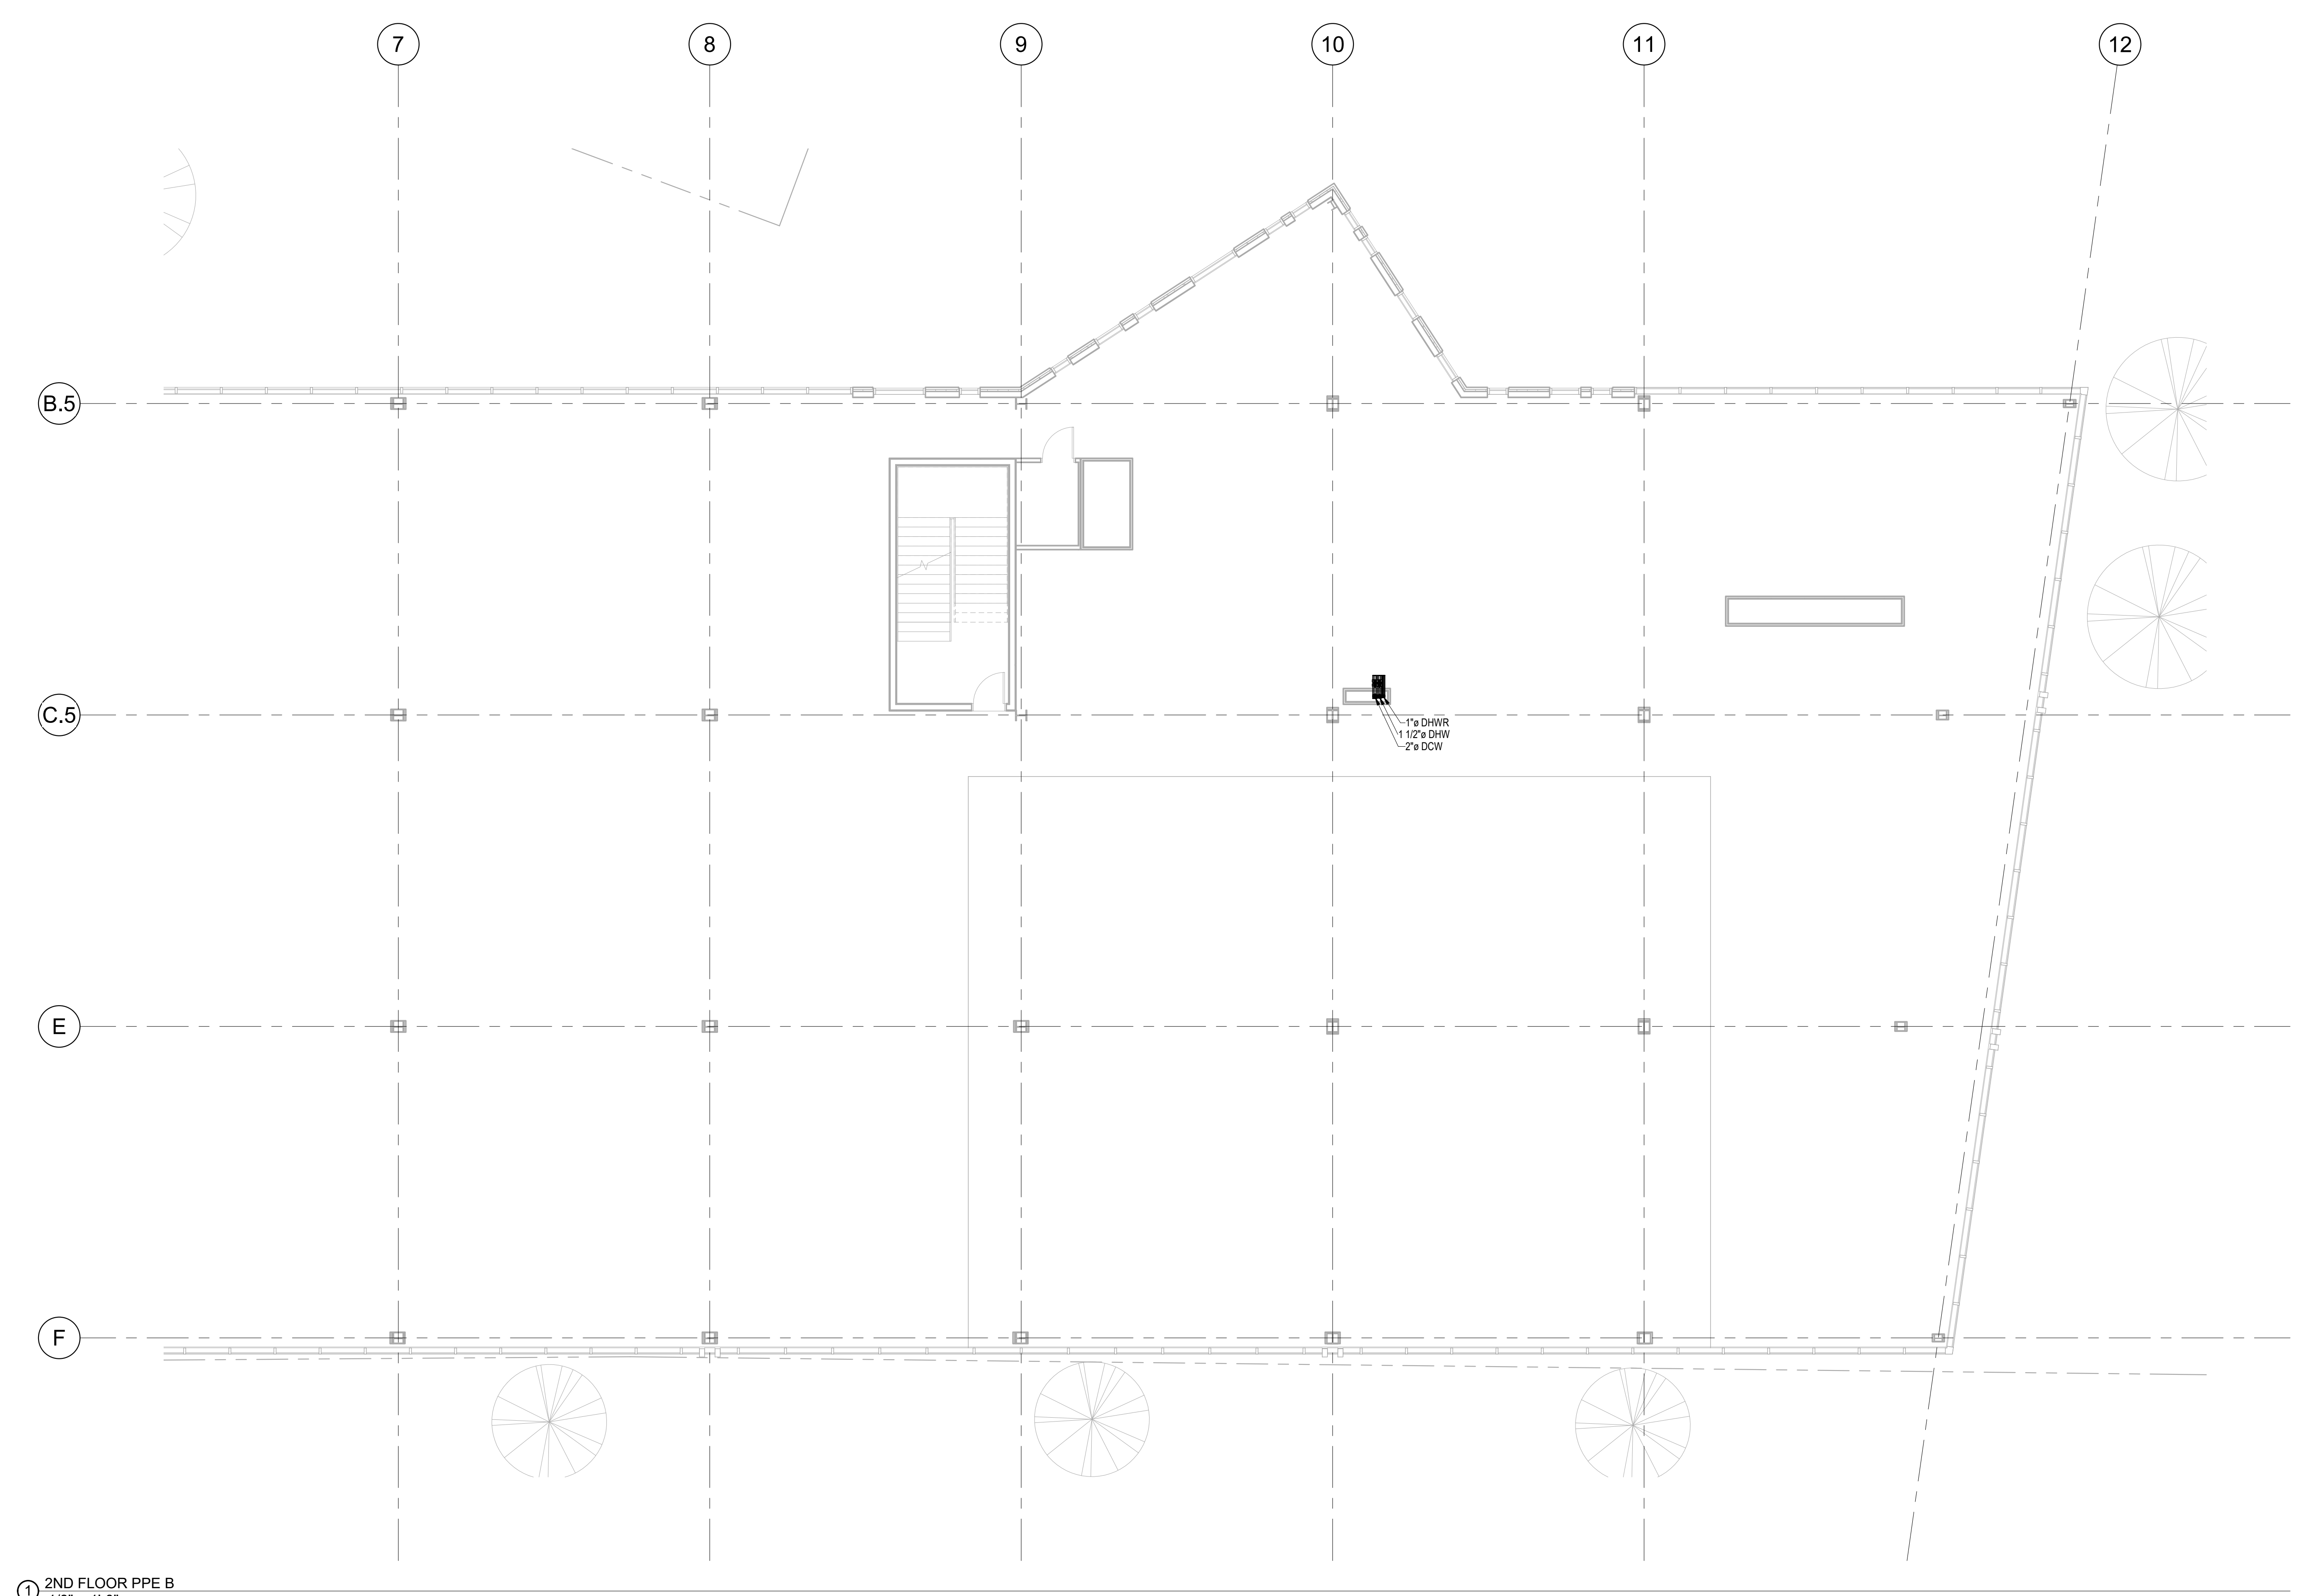 7 8 9 10 11 12
B.5
C.5
1"ø DHWR
1 1/2"ø DHW
2"ø DCW
E
F
1 2ND FLOOR PPE B